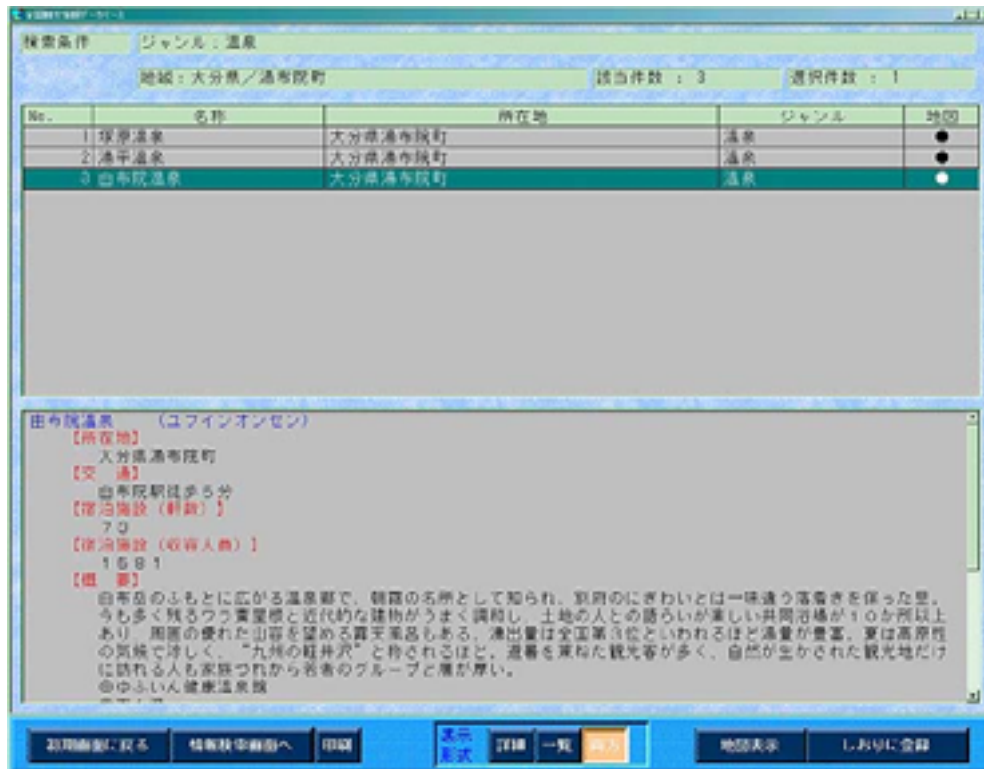 検索条件 ジャンル：温泉
地域：大分県／湯布院町 該当件数 ： 3 選択件数 ： 1
No. 名称 所在地 ジャンル 地図
1 塚原温泉 大分県湯布院町 温泉 ●
2 湯平温泉 大分県湯布院町 温泉 ●
3 由布院温泉 大分県湯布院町 温泉 ●
由布院温泉 （ユフインオンセン）
【所在地】
大分県湯布院町
【交 通】
由布院駅徒歩５分
【宿泊施設（軒数）】
７０
【宿泊施設（収容人員）】
１６８１
【概 要】
由布岳のふもとに広がる温泉郷で、朝霧の名所として知られ、別府のにぎわいとは一味違う落着きを保った里。
今も多く残るワラ葺屋根と近代的な建物がうまく調和し、土地の人との語らいが楽しい共同浴場が１０か所以上
あり、周囲の優れた山容を望める露天風呂もある。湧出量は全国第３位といわれるほど湯量が豊富。夏は高原性
の気候で涼しく、“九州の軽井沢”と称されるほど。避暑を兼ねた観光客が多く、自然が生かされた観光地だけ
に訪れる人も家族づれから若者のグループと層が厚い。
◎ゆふいん健康温泉館
初期画面に戻る 情報検索画面へ 印刷 表示 詳細 一覧 両方 地図表示 しおりに登録
形式